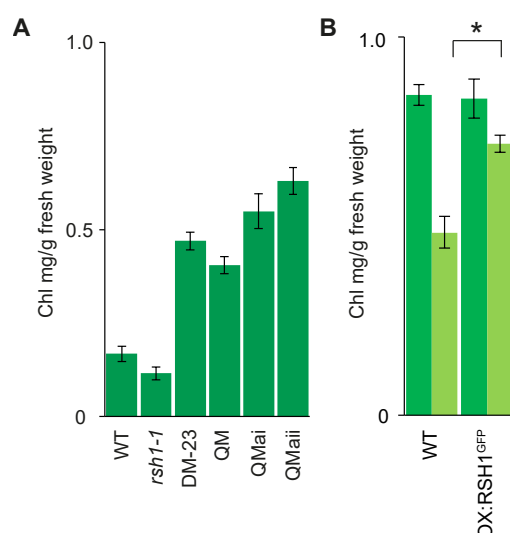 A
Chl mg/g fresh weight
1.0
0.5
0
WT
rsh1-1
DM-23
QM
QMai
QMaii
B
Chl mg/g fresh weight
1.0
0
*
WT
OX:RSH1GFP